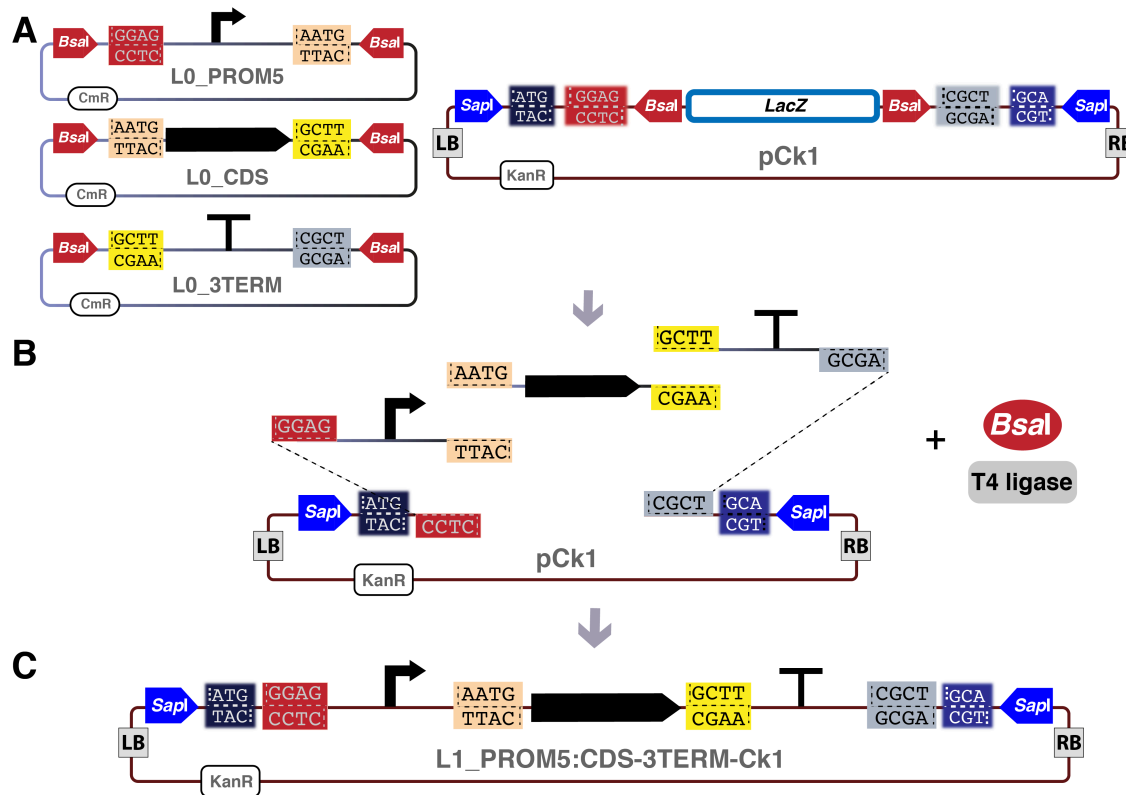 A
BsaI GGAG AATG BsaI
CCTC TTAC
L0_PROM5
CmR
BsaI AATG GCTT BsaI
TTAC CGAA
L0_CDS
CmR
BsaI GCTT CGCT BsaI
CGAA GCGA
L0_3TERM
CmR
SapI ATG GGAG BsaI LacZ BsaI CGCT GCA SapI
TAC CCTC GCGA CGT
LB RB
pCk1
KanR
B
GCTT
GCGA
AATG
CGAA
GGAG
TTAC
+ BsaI
T4 ligase
SapI ATG CGCT GCA SapI
TAC CCTC CGT
LB RB
pCk1
KanR
C
SapI ATG GGAG AATG GCTT CGCT GCA SapI
TAC CCTC TTAC CGAA GCGA CGT
LB RB
L1_PROM5:CDS-3TERM-Ck1
KanR